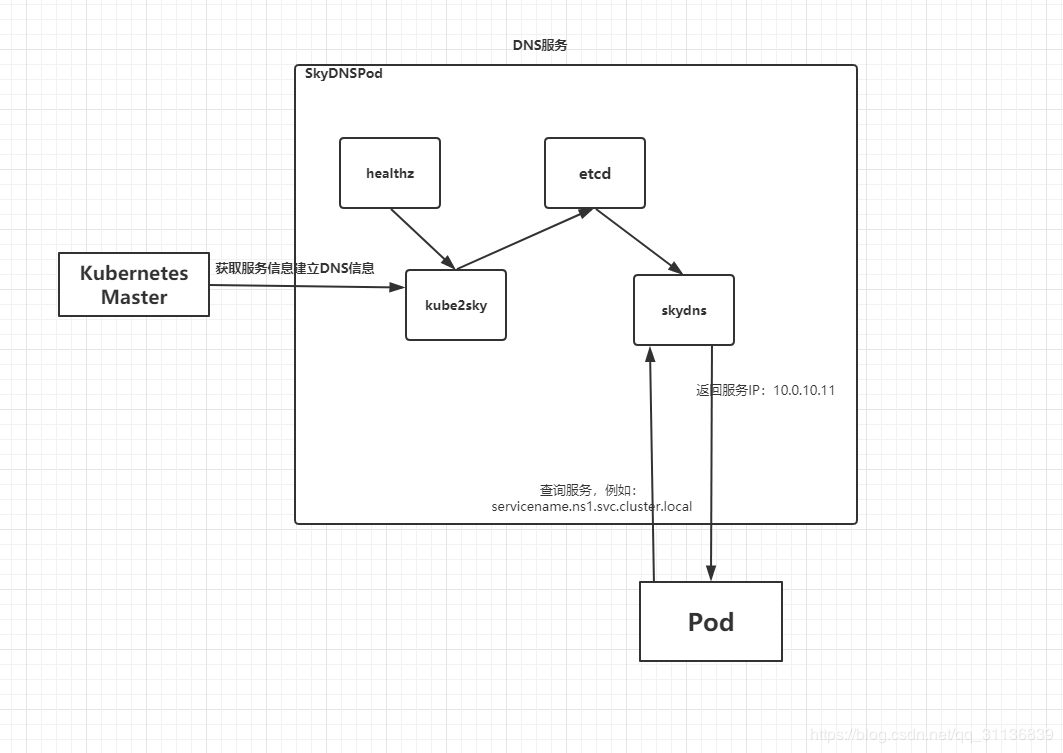 DNS服务
SkyDNSPod
healthz
etcd
Kubernetes
Master
获取服务信息建立DNS信息
kube2sky
skydns
返回服务IP：10.0.10.11
查询服务，例如：
servicename.ns1.svc.cluster.local
Pod
https://blog.csdn.net/qq_31136839